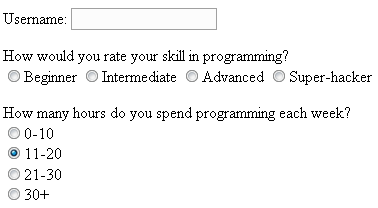 Username:
How would you rate your skill in programming?
Beginner Intermediate Advanced Super-hacker
How many hours do you spend programming each week?
0-10
11-20
21-30
30+